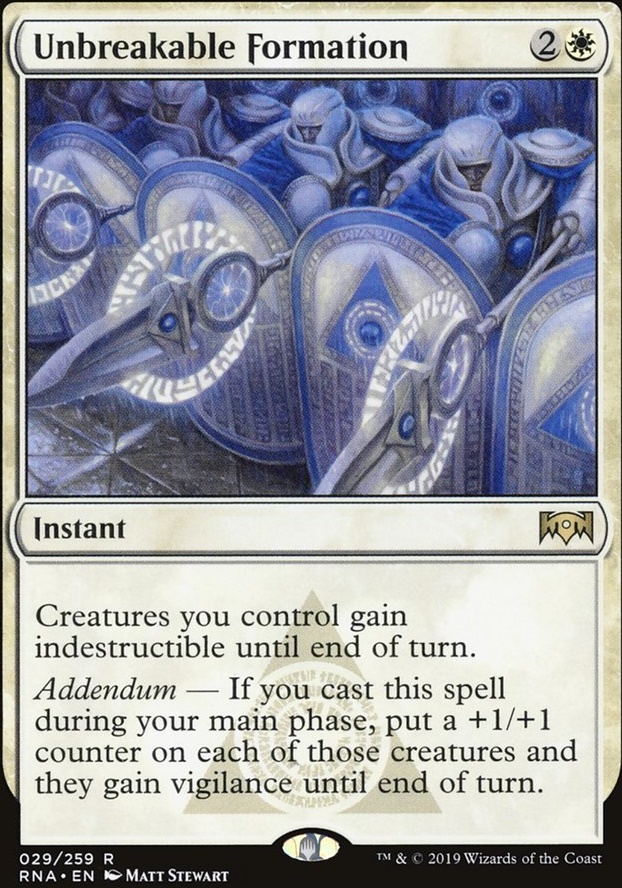 Unbreakable Formation 2
Instant
Creatures you control gain
indestructible until end of turn.
Addendum — If you cast this spell
during your main phase, put a +1/+1
counter on each of those creatures and
they gain vigilance until end of turn.
029/259 R
RNA • EN Matt Stewart
™ & © 2019 Wizards of the Coast